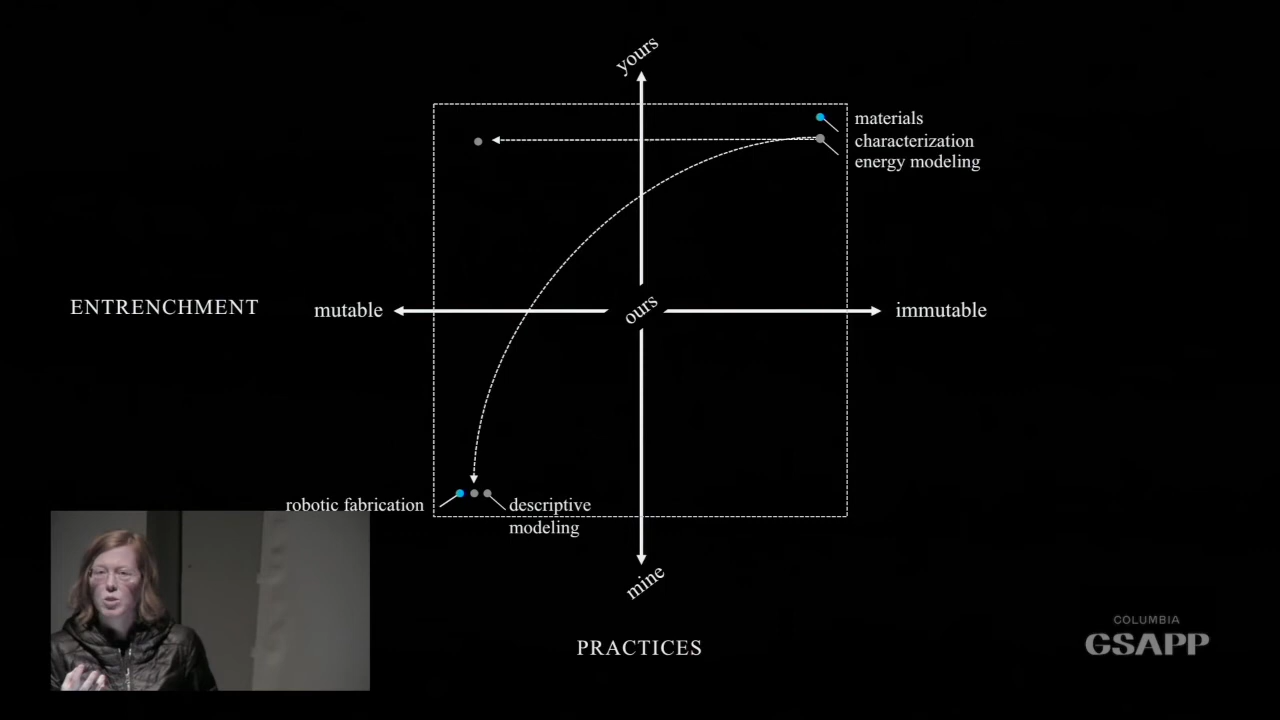 yours
materials
characterization
energy modeling
ENTRENCHMENT
mutable
ours
immutable
robotic fabrication
descriptive
modeling
mine
PRACTICES
COLUMBIA
GSAPP